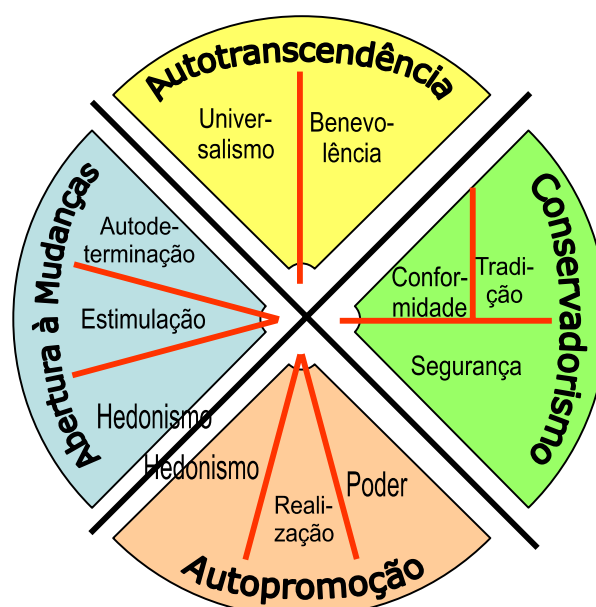 Autotranscendência
Univer-
salismo
Benevo-
lência
Abertura à Mudanças
Autode-
terminação
Estimulação
Hedonismo
Conservadorismo
Confor-
midade
Tradi-
ção
Segurança
Hedonismo
Reali-
zação
Poder
Autopromoção